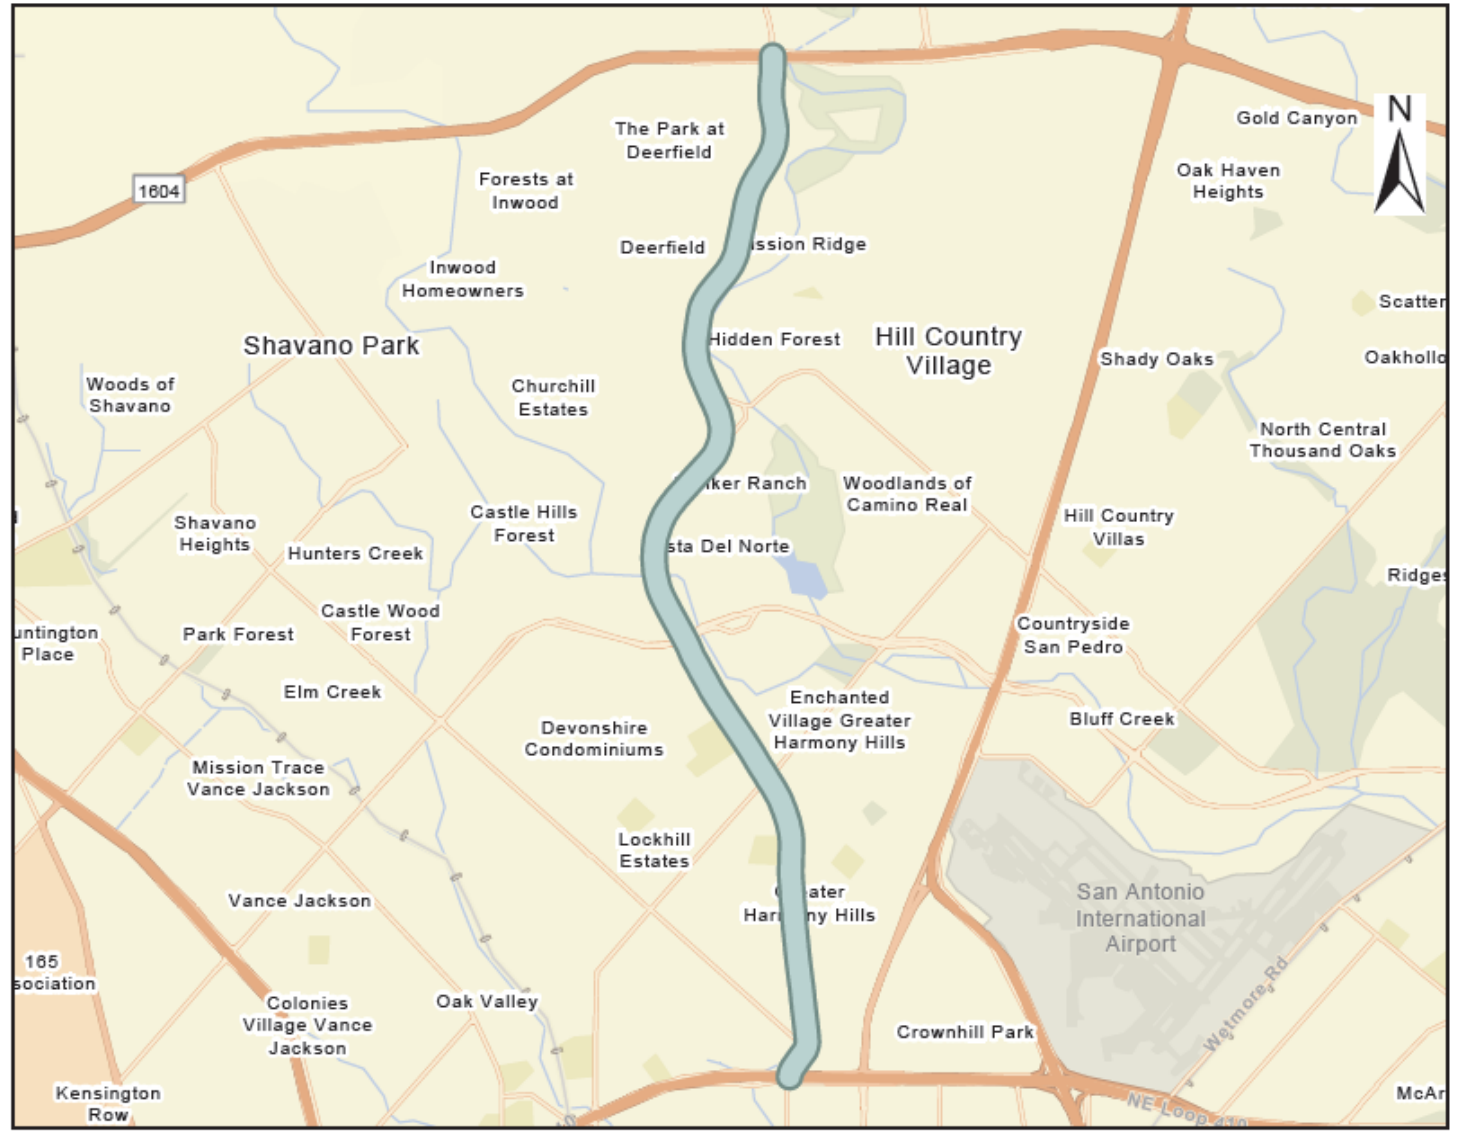 N
Gold Canyon
The Park at
Deerfield
Oak Haven
Heights
Forests at
Inwood
1604
Deerfield
ission Ridge
Inwood
Homeowners
Scatter
Shavano Park
Hidden Forest
Hill Country
Village
Shady Oaks
Oakhollo
Woods of
Shavano
Churchill
Estates
North Central
Thousand Oaks
ker Ranch
Woodlands of
Camino Real
Castle Hills
Forest
Shavano
Heights
Hill Country
Villas
Hunters Creek
sta Del Norte
Ridges
Castle Wood
Forest
Park Forest
untington
Place
Countryside
San Pedro
Elm Creek
Enchanted
Village Greater
Harmony Hills
Bluff Creek
Devonshire
Condominiums
Mission Trace
Vance Jackson
Lockhill
Estates
Vance Jackson
Greater
Harmony Hills
San Antonio
International
Airport
165
sociation
Colonies
Village Vance
Jackson
Oak Valley
Wetmore Rd
Crownhill Park
Kensington
Row
NE Loop 410
McAr